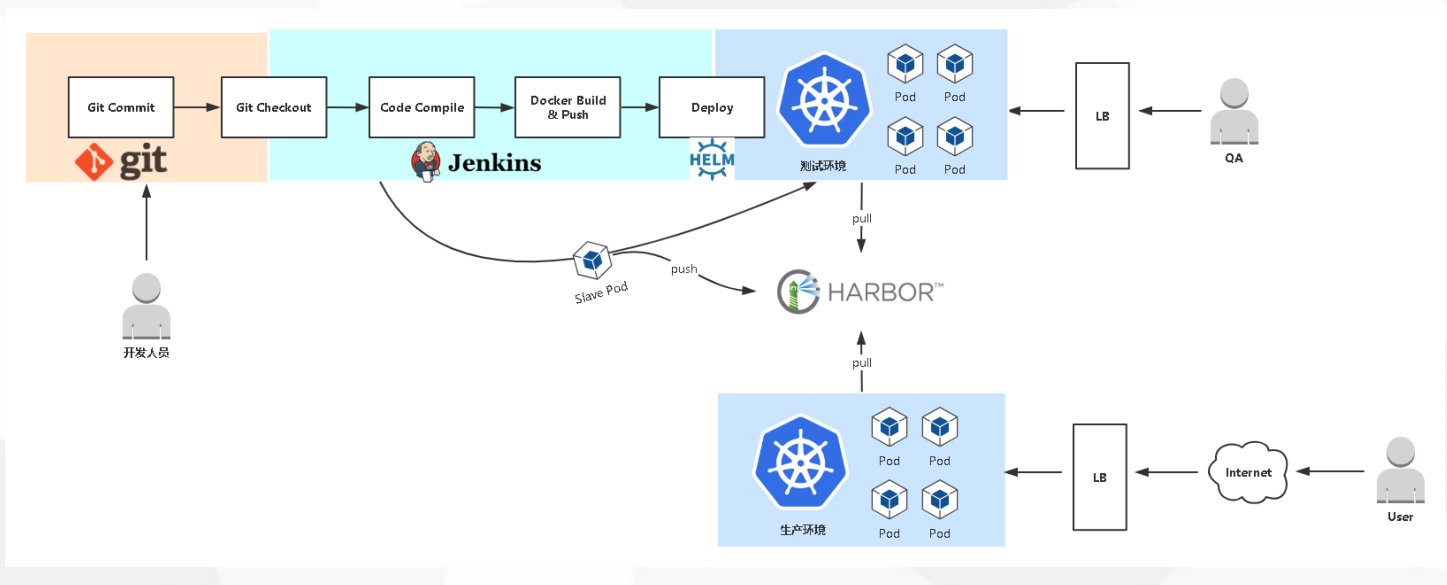 Git Commit
Git Checkout
Code Compile
Docker Build
& Push
Deploy
git
Jenkins
HELM
测试环境
Pod
Pod
Pod
Pod
LB
QA
pull
push
Slave Pod
HARBOR™
开发人员
pull
生产环境
Pod
Pod
Pod
Pod
LB
Internet
User